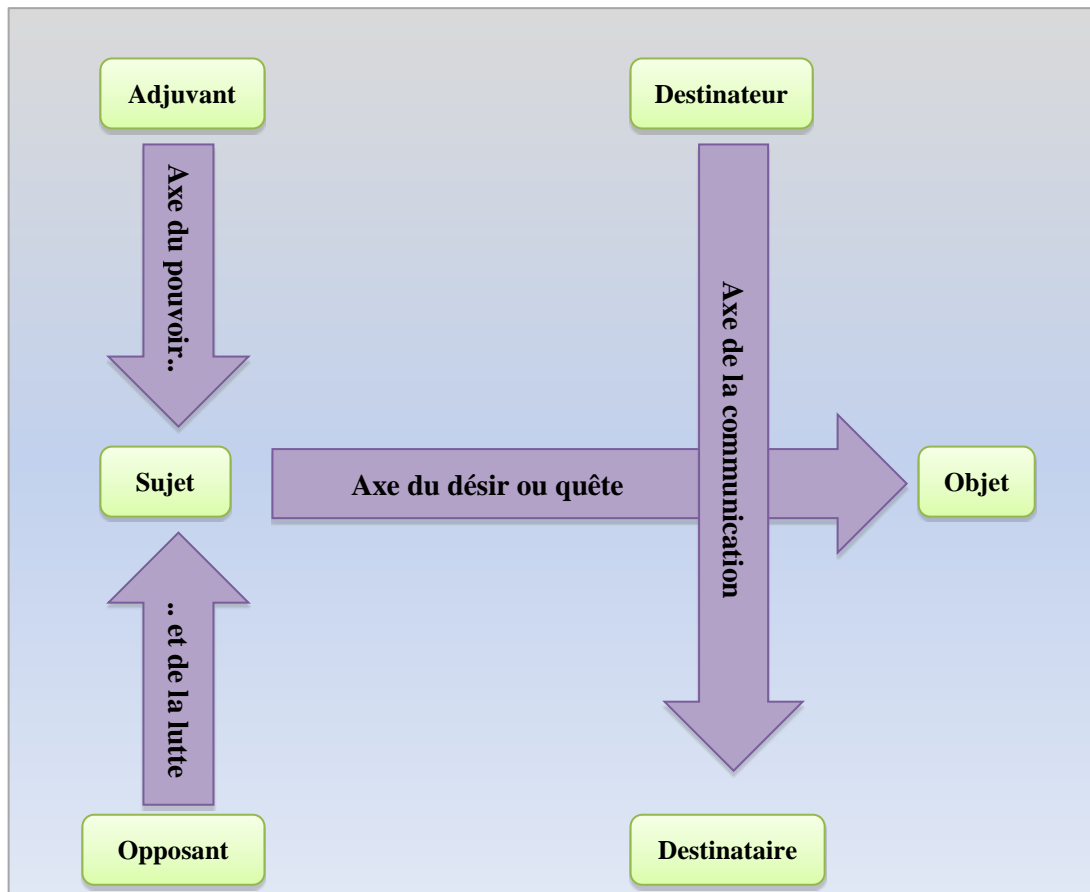 Adjuvant
Destinateur
Axe du pouvoir..
Axe de la communication
Sujet
Axe du désir ou quête
Objet
.. et de la lutte
Opposant
Destinataire